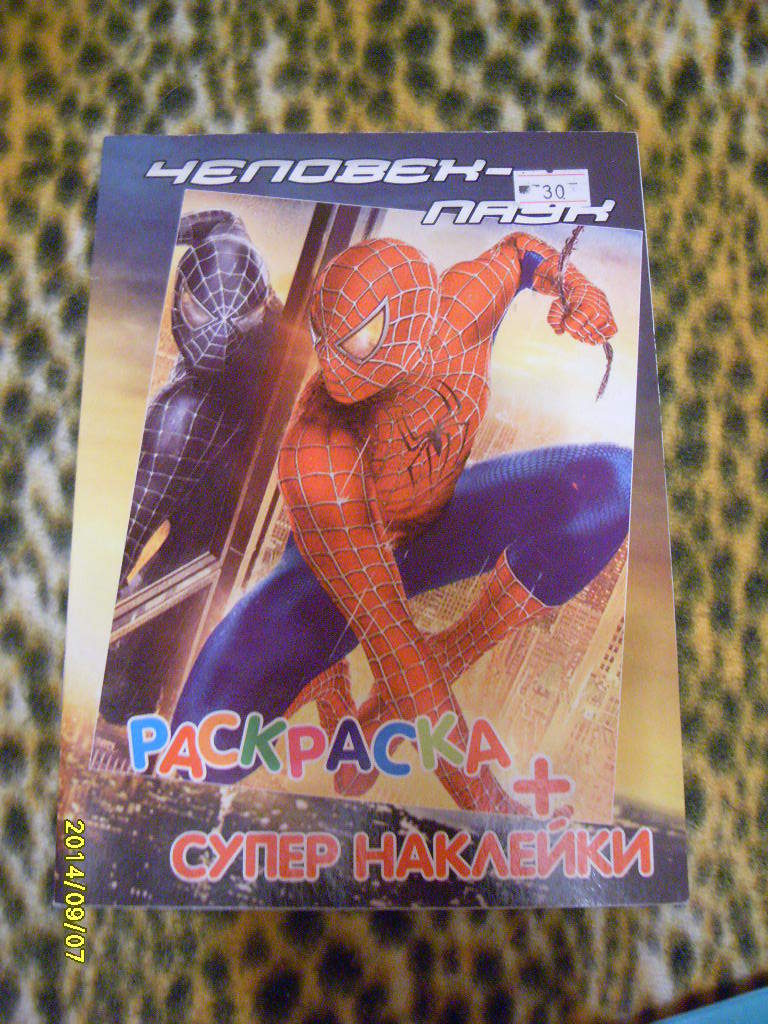 ЧЕЛОВЕК-
ПАУК
30
РАСКРАСКА
+
СУПЕР НАКЛЕЙКИ
2014/09/07